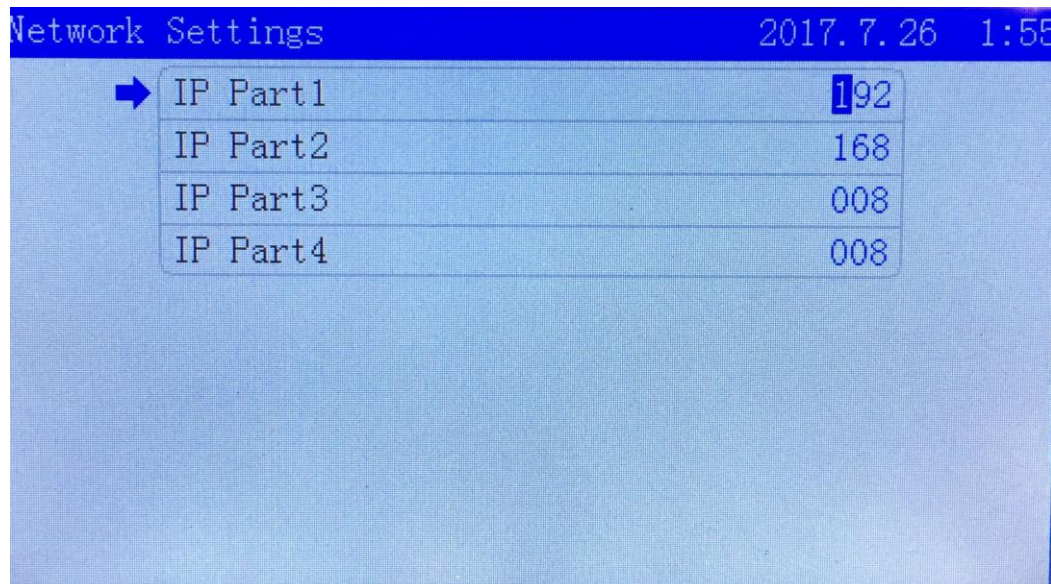 Network Settings 2017.7.26 1:55
IP Part1 192
IP Part2 168
IP Part3 008
IP Part4 008